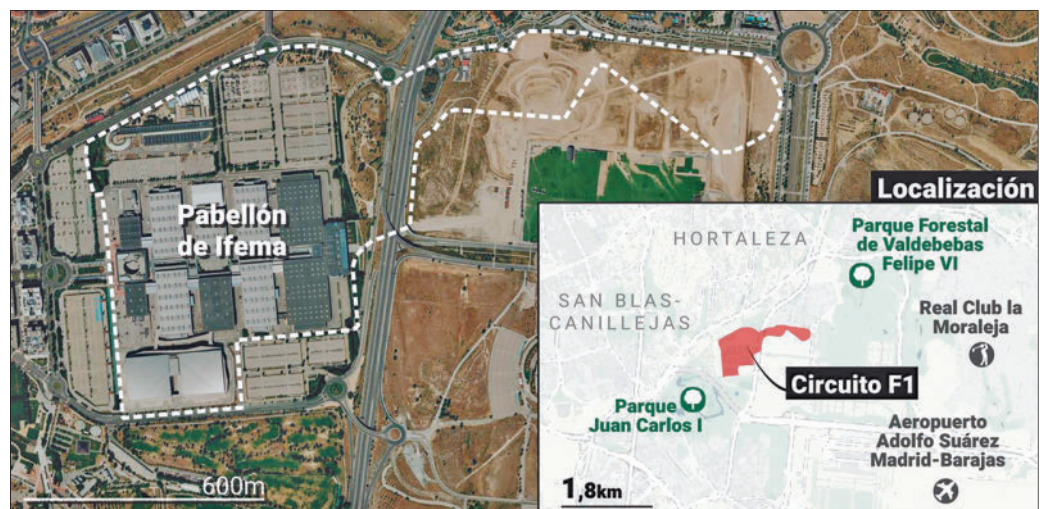 Pabellón
de Ifema
600m
Localización
HORTALEZA
Parque Forestal
de Valdebebas
Felipe VI
SAN BLAS-
CANILLEJAS
Real Club la
Moraleja
Circuito F1
Parque
Juan Carlos I
Aeropuerto
Adolfo Suárez
Madrid-Barajas
1,8km